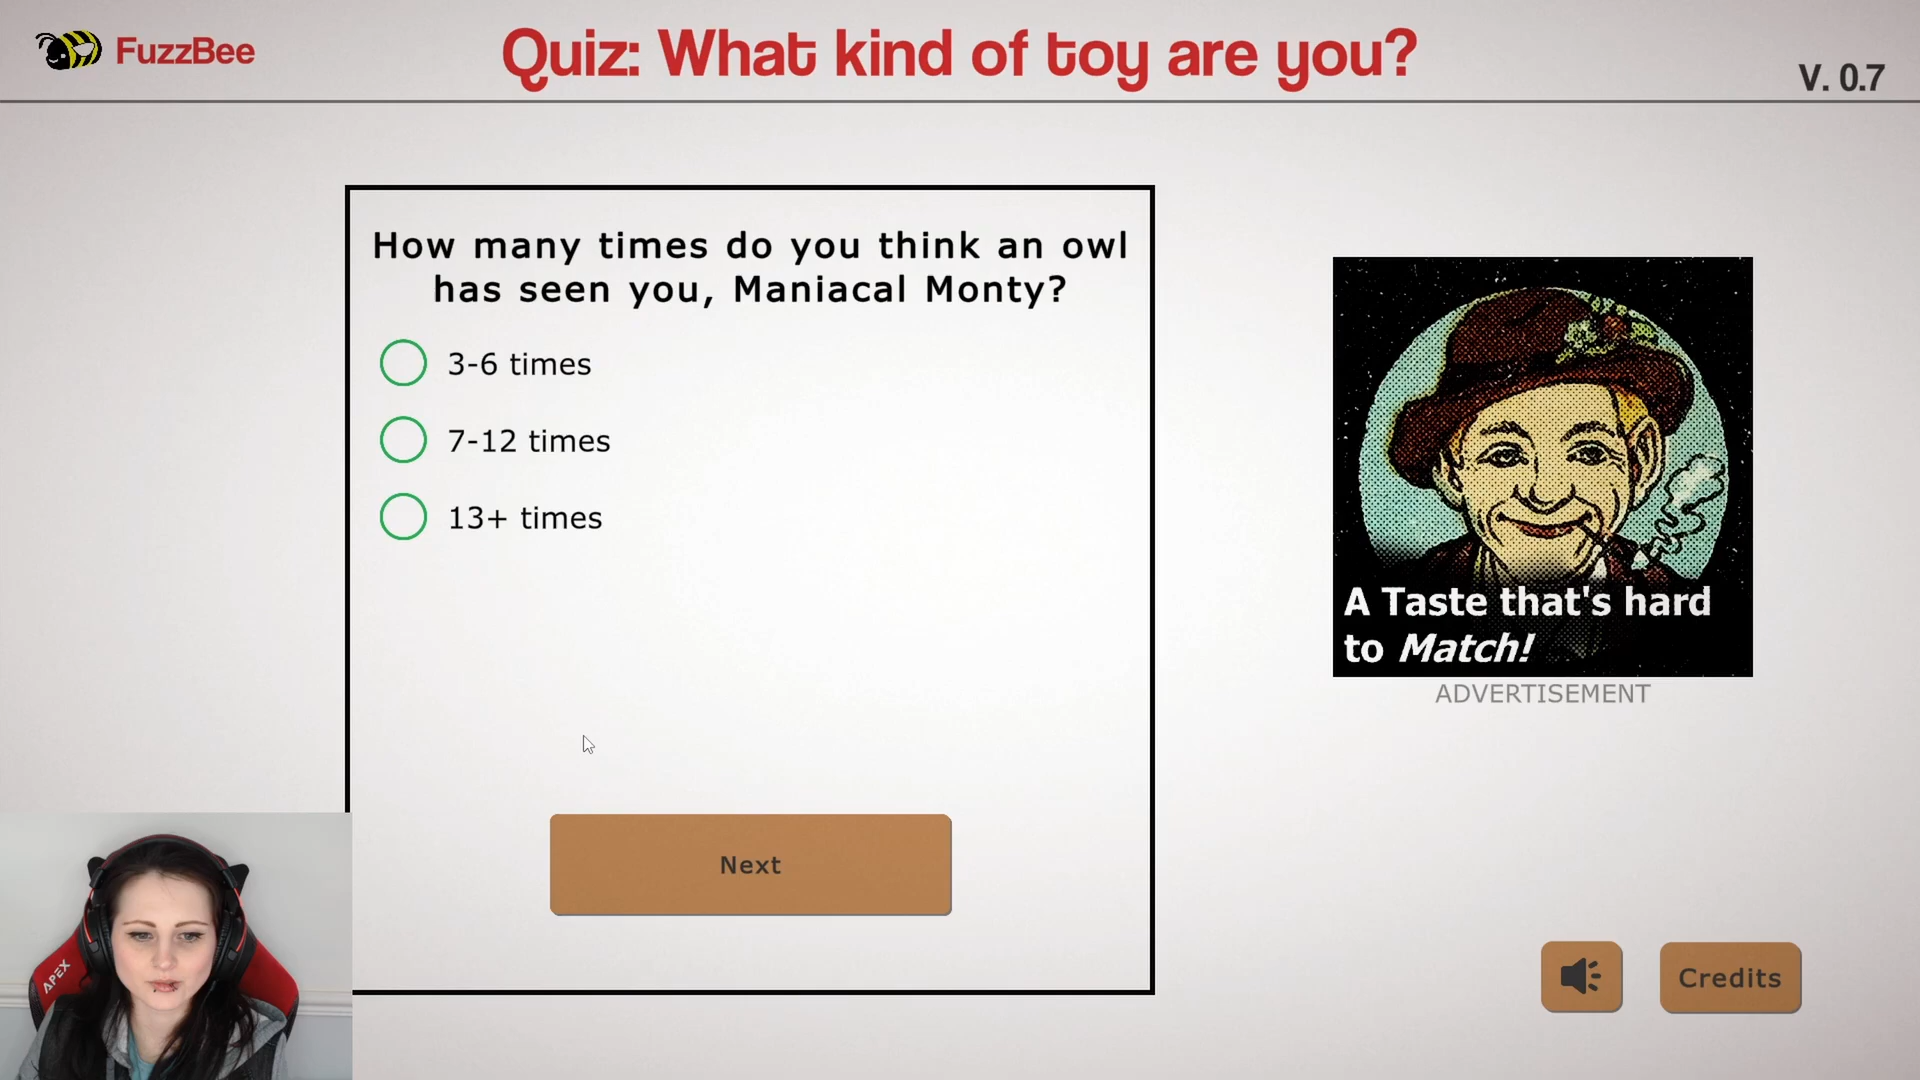 FuzzBee
Quiz: What kind of toy are you?
V. 0.7
How many times do you think an owl
has seen you, Maniacal Monty?
3-6 times
7-12 times
13+ times
Next
A Taste that's hard
to Match!
ADVERTISEMENT
APEX
Credits